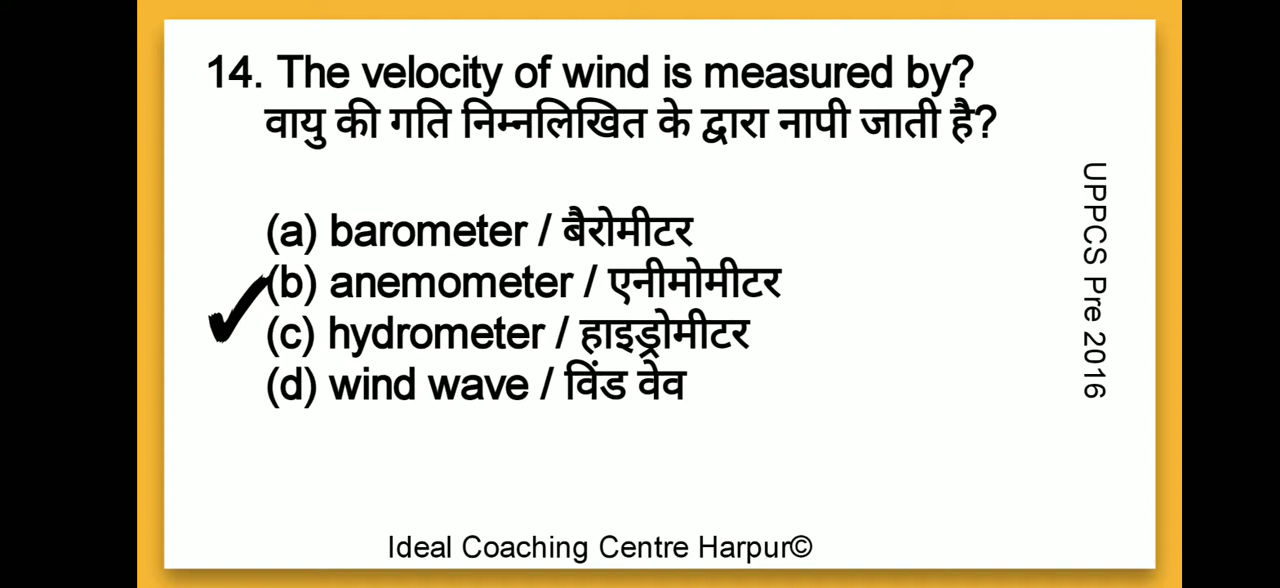 14. The velocity of wind is measured by?
वायु की गति निम्नलिखित के द्वारा नापी जाती है?
(a) barometer / बैरोमीटर
(b) anemometer / एनीमोमीटर
(c) hydrometer / हाइड्रोमीटर
(d) wind wave / विंड वेव
UPPCS Pre 2016
Ideal Coaching Centre Harpur©